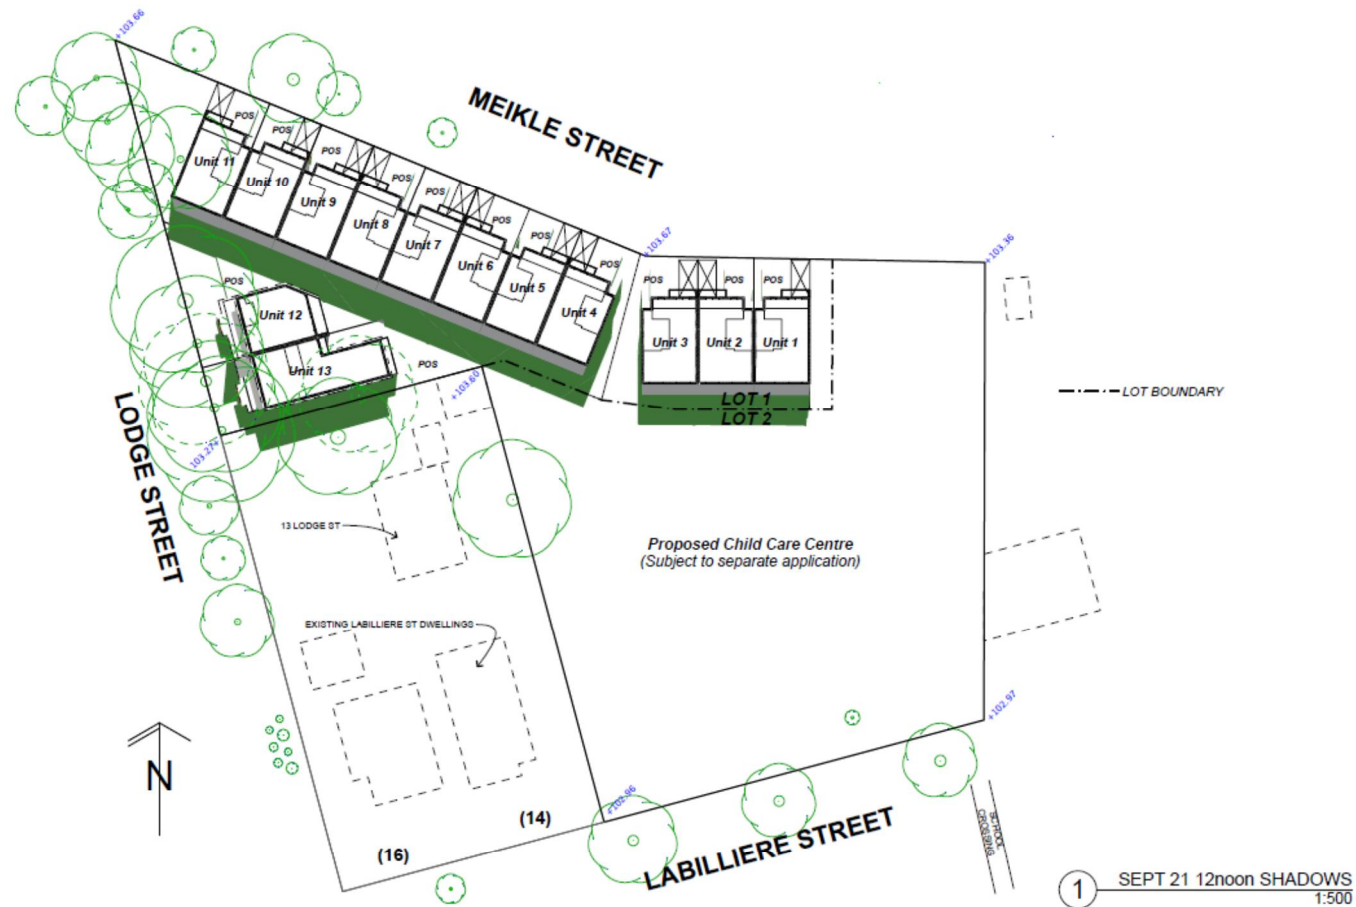 +103.66
MEIKLE STREET
POS
POS
POS
POS
POS
POS
POS
Unit 11
Unit 10
Unit 9
Unit 8
Unit 7
Unit 6
Unit 5
Unit 4
+103.67
+103.36
POS
POS
POS
Unit 3
Unit 2
Unit 1
POS
Unit 12
Unit 13
POS
+103.60
103.27+
LOT 1
LOT 2
LOT BOUNDARY
LODGE STREET
13 LODGE ST
Proposed Child Care Centre
(Subject to separate application)
EXISTING LABILLIERE ST DWELLINGS
N
+102.97
+102.96
(14)
(16)
LABILLIERE STREET
SCHOOL
CROSSING
1
SEPT 21 12noon SHADOWS
1:500